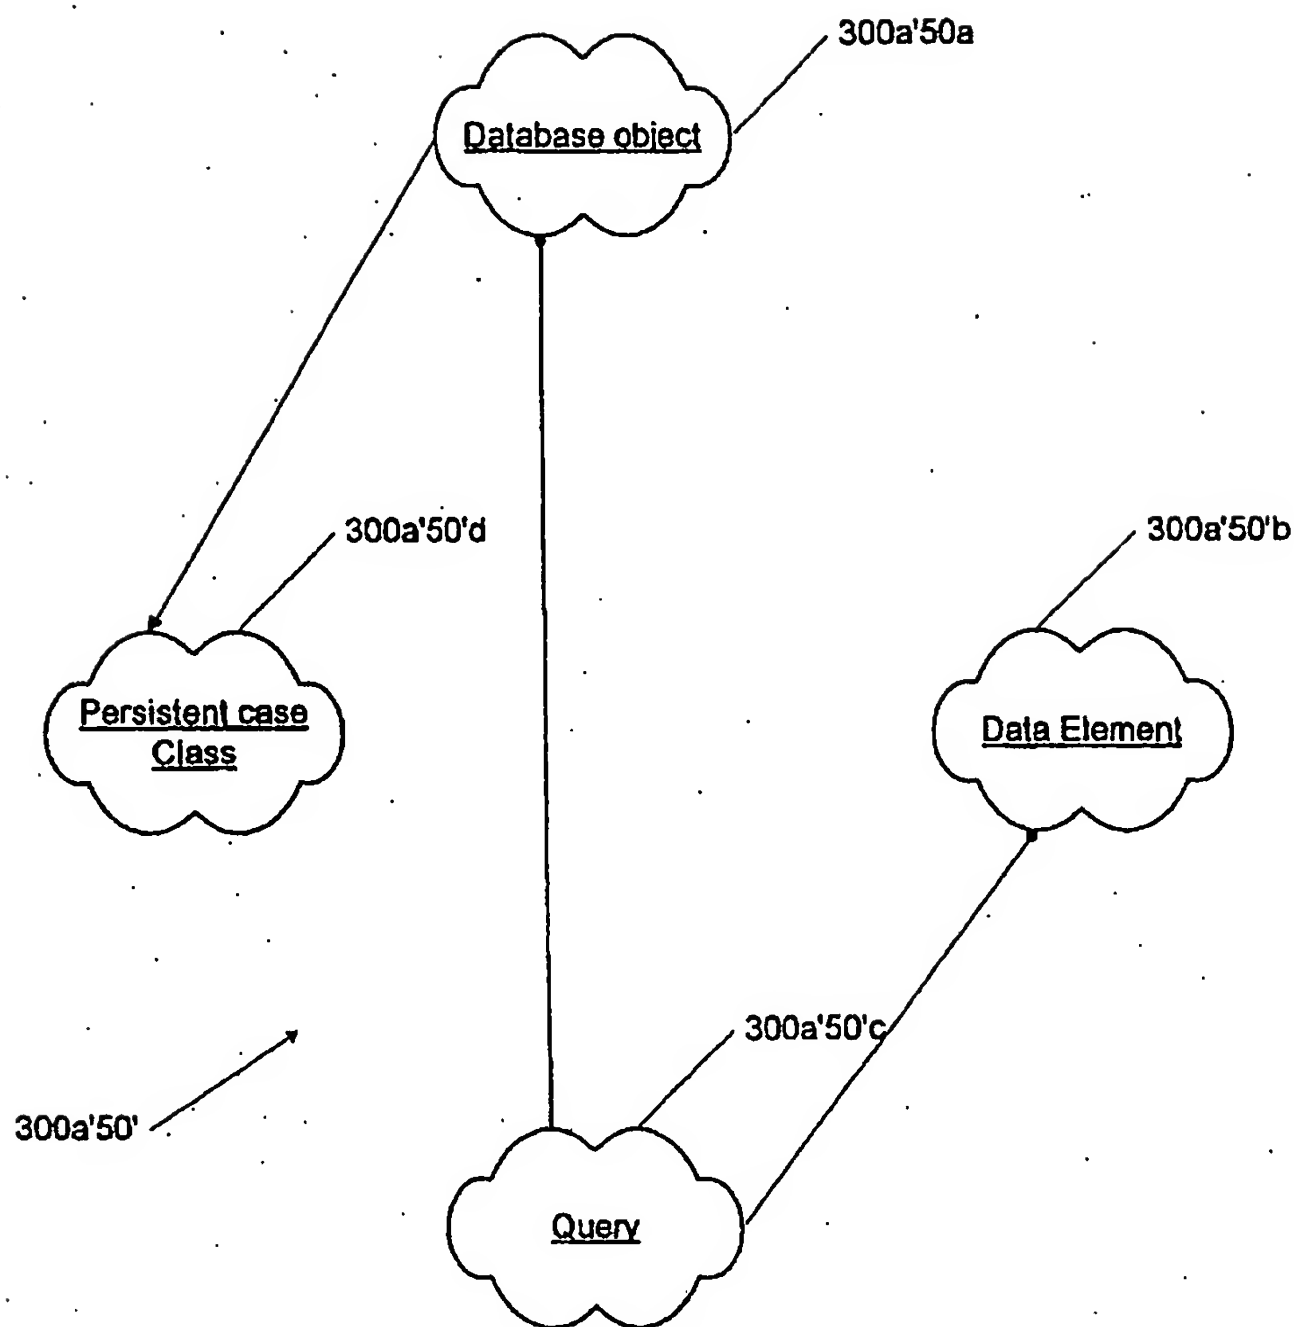 300a'50a
Database object
300a'50'd
300a'50'b
Persistent case
Class
Data Element
300a'50'c
300a'50'
Query